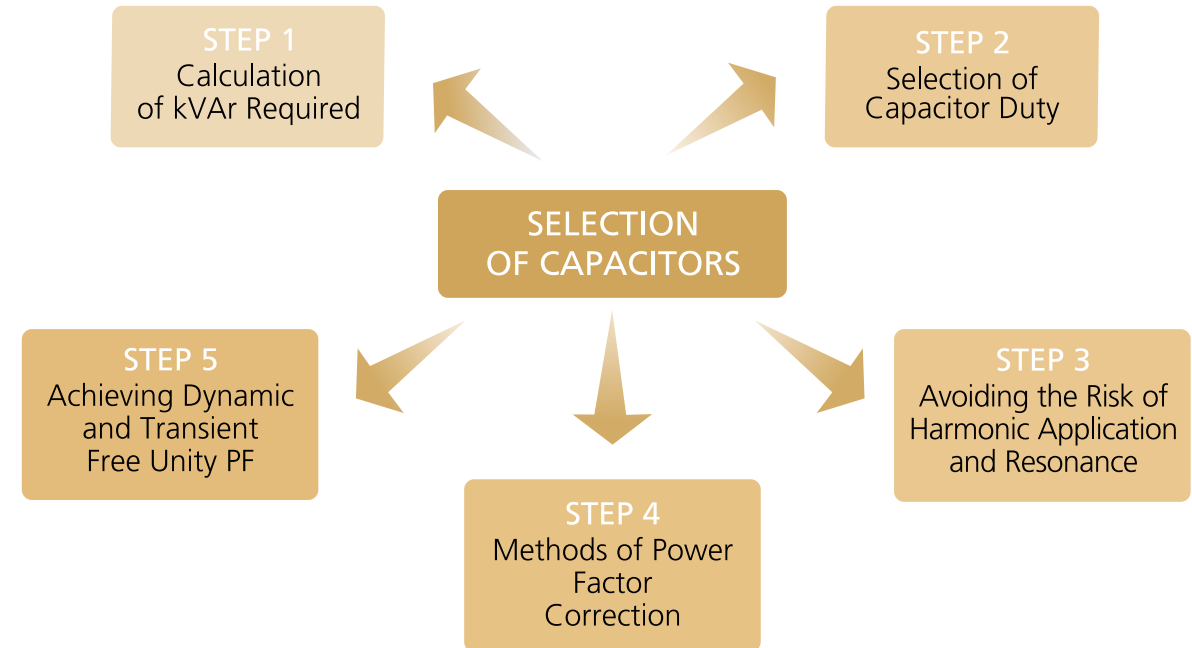 STEP 1
Calculation
of kVAr Required
STEP 2
Selection of
Capacitor Duty
SELECTION
OF CAPACITORS
STEP 5
Achieving Dynamic
and Transient
Free Unity PF
STEP 3
Avoiding the Risk of
Harmonic Application
and Resonance
STEP 4
Methods of Power
Factor
Correction